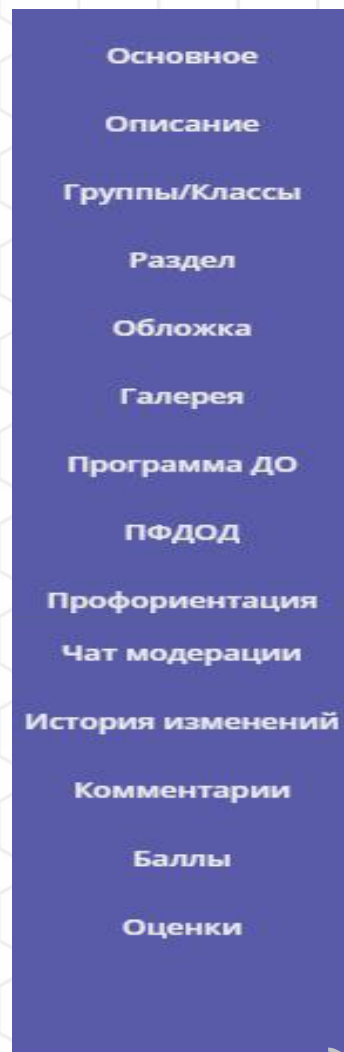 Основное
Описание
Группы/Классы
Раздел
Обложка
Галерея
Программа ДО
ПФДОД
Профориентация
Чат модерации
История изменений
Комментарии
Баллы
Оценки